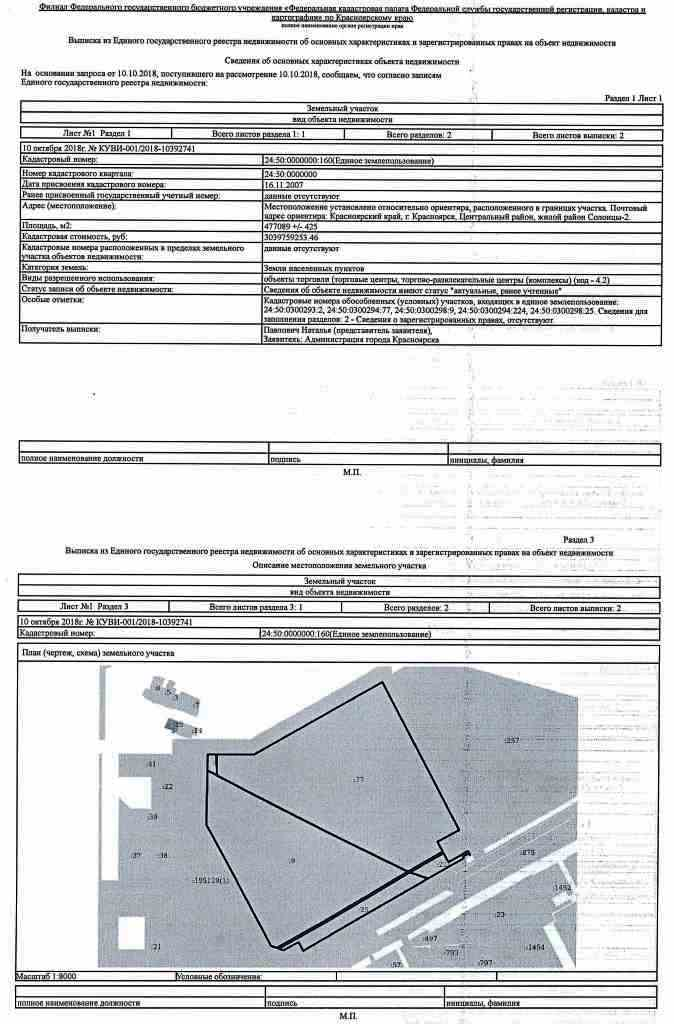 Филиал Федерального государственного бюджетного учреждения «Федеральная кадастровая палата Федеральной службы государственной регистрации, кадастра и
картографии» по Красноярскому краю
полное наименование органа регистрации прав
Выписка из Единого государственного реестра недвижимости об основных характеристиках и зарегистрированных правах на объект недвижимости
Сведения об основных характеристиках объекта недвижимости
На основании запроса от 10.10.2018, поступившего на рассмотрение 10.10.2018, сообщаем, что согласно записям
Единого государственного реестра недвижимости:
Раздел 1 Лист 1
Земельный участок
вид объекта недвижимости
Лист №1 Раздел 1 Всего листов раздела 1: 1 Всего разделов: 2 Всего листов выписки: 2
10 октября 2018г. № КУВИ-001/2018-10392741
Кадастровый номер: 24:50:0000000:160(Единое землепользование)
Номер кадастрового квартала: 24:50:0000000
Дата присвоения кадастрового номера: 16.11.2007
Ранее присвоенный государственный учетный номер: данные отсутствуют
Адрес (местоположение): Местоположение установлено относительно ориентира, расположенного в границах участка. Почтовый
адрес ориентира: Красноярский край, г. Красноярск, Центральный район, жилой район Солонцы-2.
Площадь, м2: 477089 +/- 425
Кадастровая стоимость, руб: 3039759253.46
Кадастровые номера расположенных в пределах земельного данные отсутствуют
участка объектов недвижимости:
Категория земель: Земли населенных пунктов
Виды разрешенного использования: объекты торговли (торговые центры, торгово-развлекательные центры (комплексы) (код - 4.2)
Статус записи об объекте недвижимости: Сведения об объекте недвижимости имеют статус "актуальные, ранее учтенные"
Особые отметки: Кадастровые номера обособленных (условных) участков, входящих в единое землепользование:
24:50:0300293:2, 24:50:0300294:77, 24:50:0300298:9, 24:50:0300294:224, 24:50:0300298:25. Сведения для
заполнения разделов: 2 - Сведения о зарегистрированных правах, отсутствуют.
Получатель выписки: Павлович Наталья (представитель заявителя),
Заявитель: Администрация города Красноярска
полное наименование должности подпись инициалы, фамилия
М.П.
Раздел 3
Выписка из Единого государственного реестра недвижимости об основных характеристиках и зарегистрированных правах на объект недвижимости
Описание местоположения земельного участка
Земельный участок
вид объекта недвижимости
Лист №1 Раздел 3 Всего листов раздела 3: 1 Всего разделов: 2 Всего листов выписки: 2
10 октября 2018г. № КУВИ-001/2018-10392741
Кадастровый номер: 24:50:0000000:160(Единое землепользование)
План (чертеж, схема) земельного участка
:24
:257
:41
:77
:22
:39
:37 :38 :9 :875
:195129(1) 1452
:25 :23
:21 :497 :793 :1454
:57 :797
Масштаб 1:8000 Условные обозначения:
полное наименование должности подпись инициалы, фамилия
М.П.